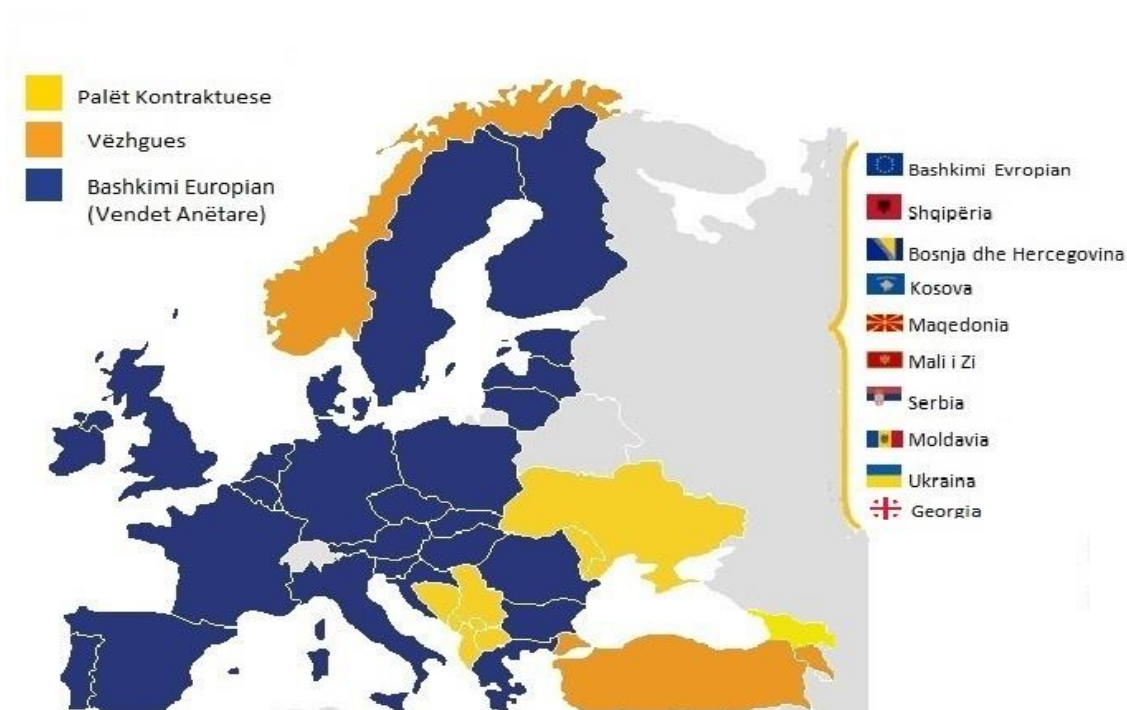 Palët Kontraktuese
Vëzhgues
Bashkimi Europian
(Vendet Anëtare)
Bashkimi Evropian
Shqipëria
Bosnja dhe Hercegovina
Kosova
Maqedonia
Mali i Zi
Serbia
Moldavia
Ukraina
Georgia